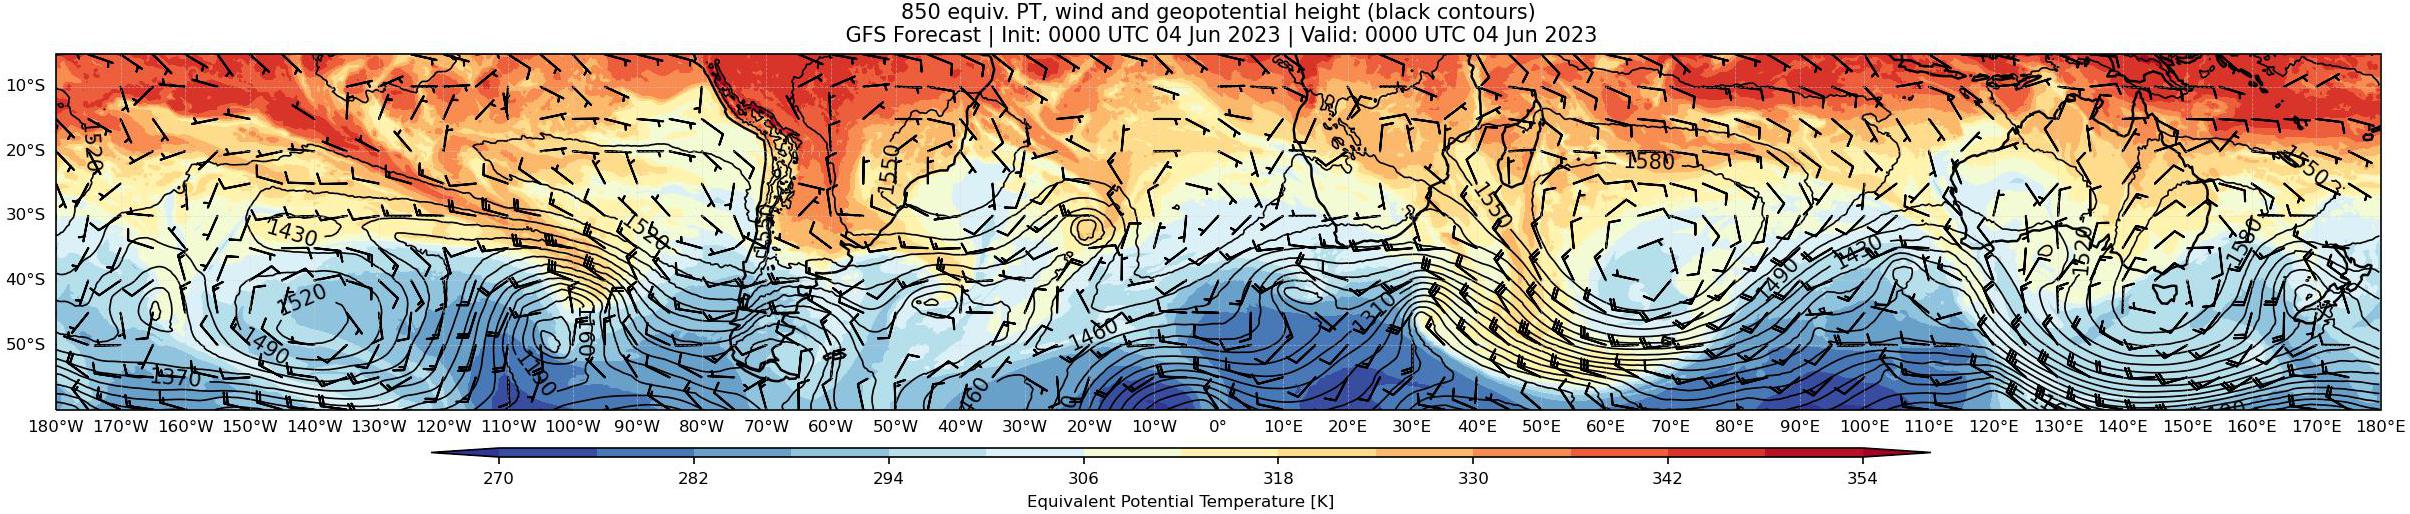 850 equiv. PT, wind and geopotential height (black contours)
GFS Forecast | Init: 0000 UTC 04 Jun 2023 | Valid: 0000 UTC 04 Jun 2023
10°S
20°S
30°S
40°S
50°S
1520
1430
1520
1490
1370
1520
1190
1550
1550
1460
1310
1550
1580
1490
1430
1520
1580
1550
180°W 170°W 160°W 150°W 140°W 130°W 120°W 110°W 100°W 90°W 80°W 70°W 60°W 50°W 40°W 30°W 20°W 10°W 0° 10°E 20°E 30°E 40°E 50°E 60°E 70°E 80°E 90°E 100°E 110°E 120°E 130°E 140°E 150°E 160°E 170°E 180°E
270 282 294 306 318 330 342 354
Equivalent Potential Temperature [K]